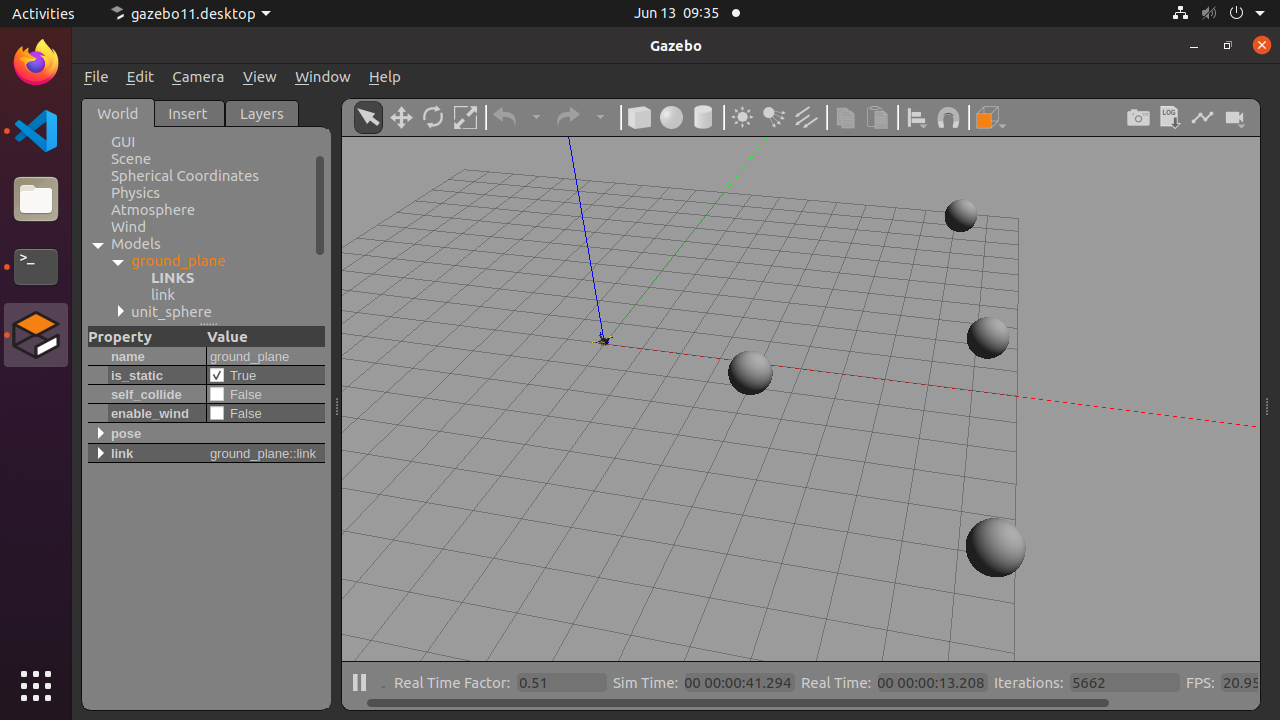 Activities gazebo11.desktop Jun 13 09:35
Gazebo
File Edit Camera View Window Help
World Insert Layers
LOG
GUI
Scene
Spherical Coordinates
Physics
Atmosphere
Wind
Models
ground_plane
LINKS
link
unit_sphere
Property Value
name ground_plane
is_static True
self_collide False
enable_wind False
pose
link ground_plane::link
Real Time Factor: 0.51 Sim Time: 00 00:00:41.294 Real Time: 00 00:00:13.208 Iterations: 5662 FPS: 20.95